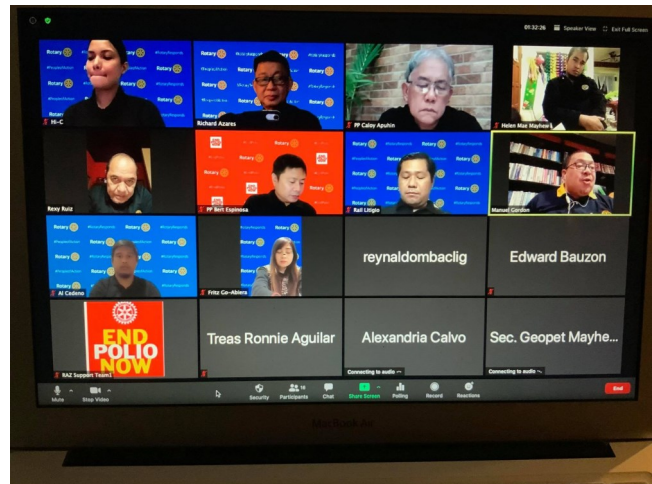 01:32:26 Speaker View Exit Full Screen
Rotary
Hi-C
Richard Azares
PP Caloy Apuhin
Helen Mae Mayhew
Rexy Ruiz
PP Bert Espinosa
Rail Litigio
Manuel Gordon
Al Cedeno
Fritz Go-Ablera
reynaldombaclig
Edward Bauzon
END
POLIO
NOW
RAZ Support Team1
Treas Ronnie Aguilar
Alexandria Calvo
Connecting to audio
Sec. Geopet Mayhe...
Connecting to audio
Mute
Stop Video
Security
Participants
Chat
Share Screen
Polling
Record
Reactions
End
MacBook Air